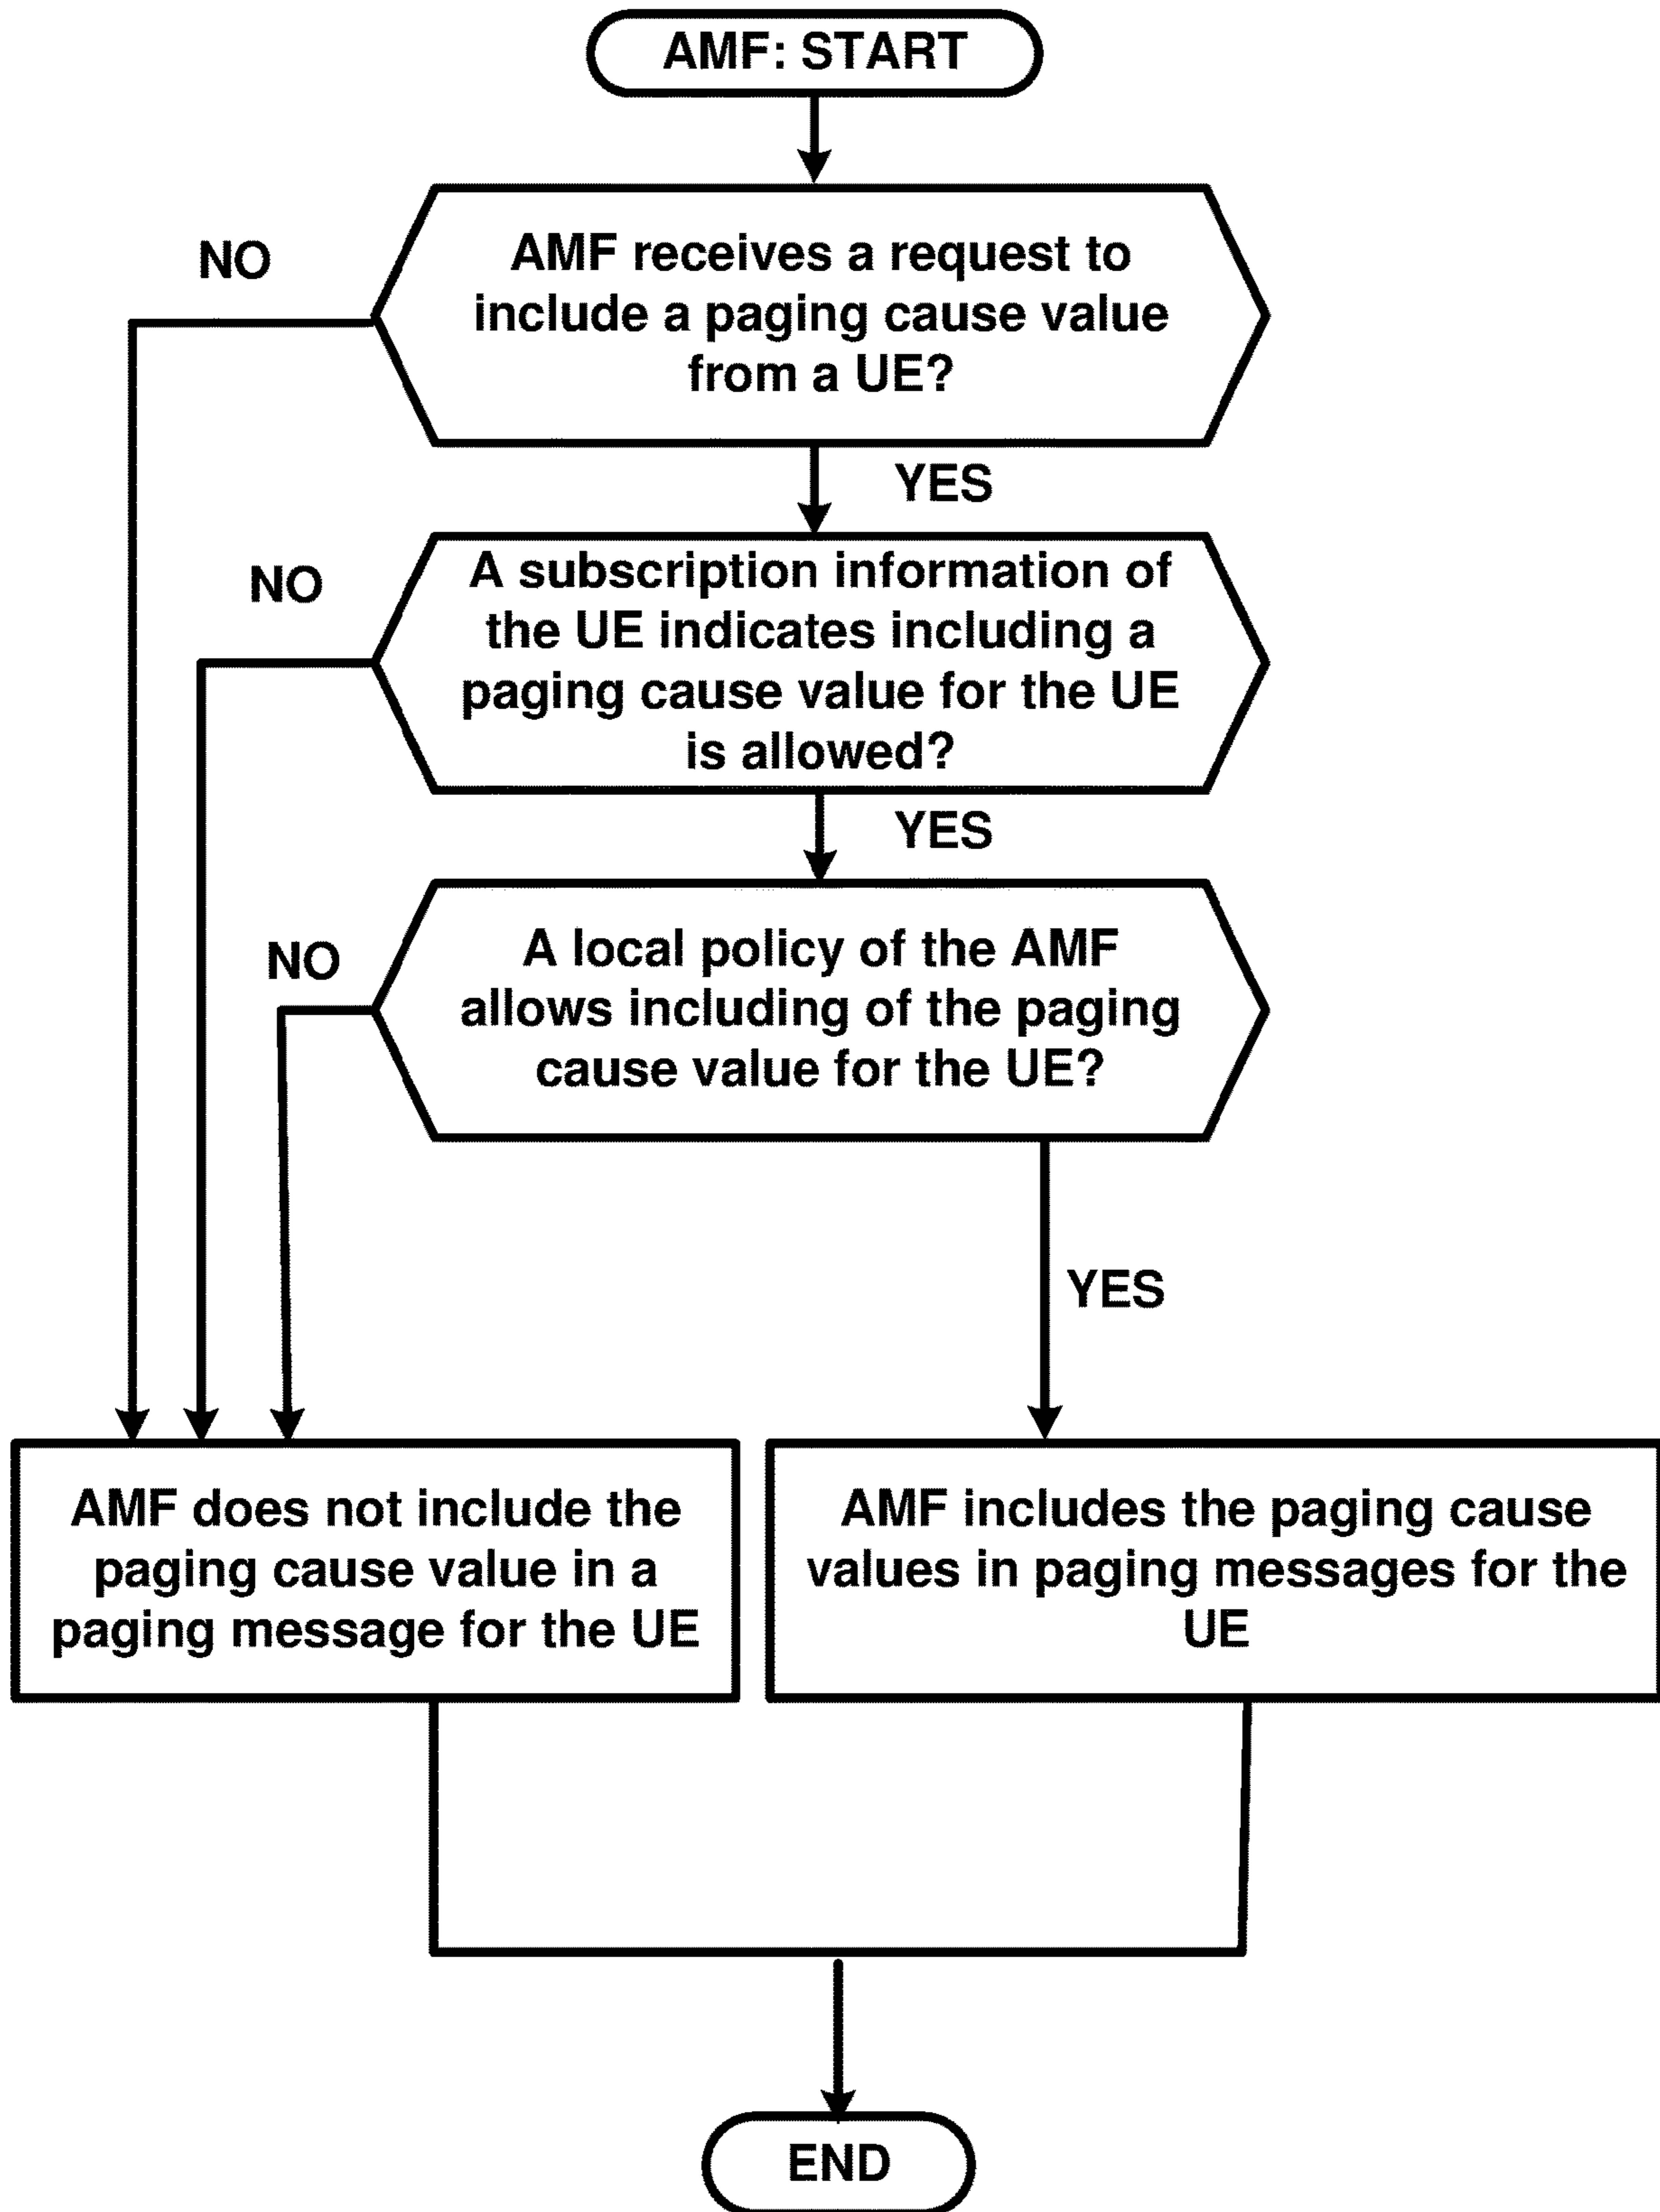 AMF: START
NO
AMF receives a request to
include a paging cause value
from a UE?
YES
NO
A subscription information of
the UE indicates including a
paging cause value for the UE
is allowed?
YES
NO
A local policy of the AMF
allows including of the paging
cause value for the UE?
YES
AMF does not include the
paging cause value in a
paging message for the UE
AMF includes the paging cause
values in paging messages for the
UE
END